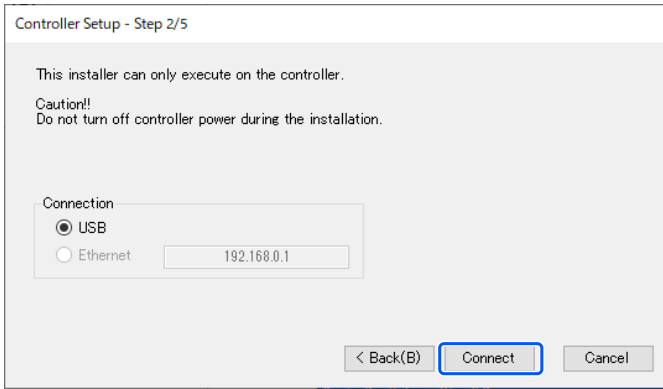 Controller Setup - Step 2/5
This installer can only execute on the controller.
Caution!!
Do not turn off controller power during the installation.
Connection
USB
Ethernet 192.168.0.1
< Back(B) Connect Cancel